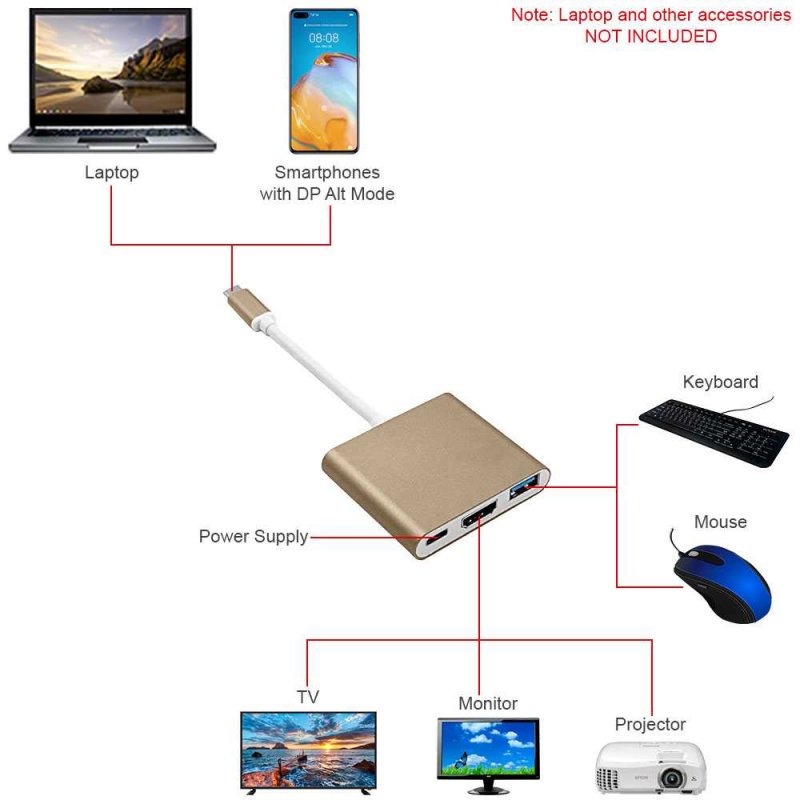 Note: Laptop and other accessories
NOT INCLUDED
08:08
Laptop
Smartphones
with DP Alt Mode
Keyboard
Power Supply
Mouse
TV
Monitor
Projector
EPSON